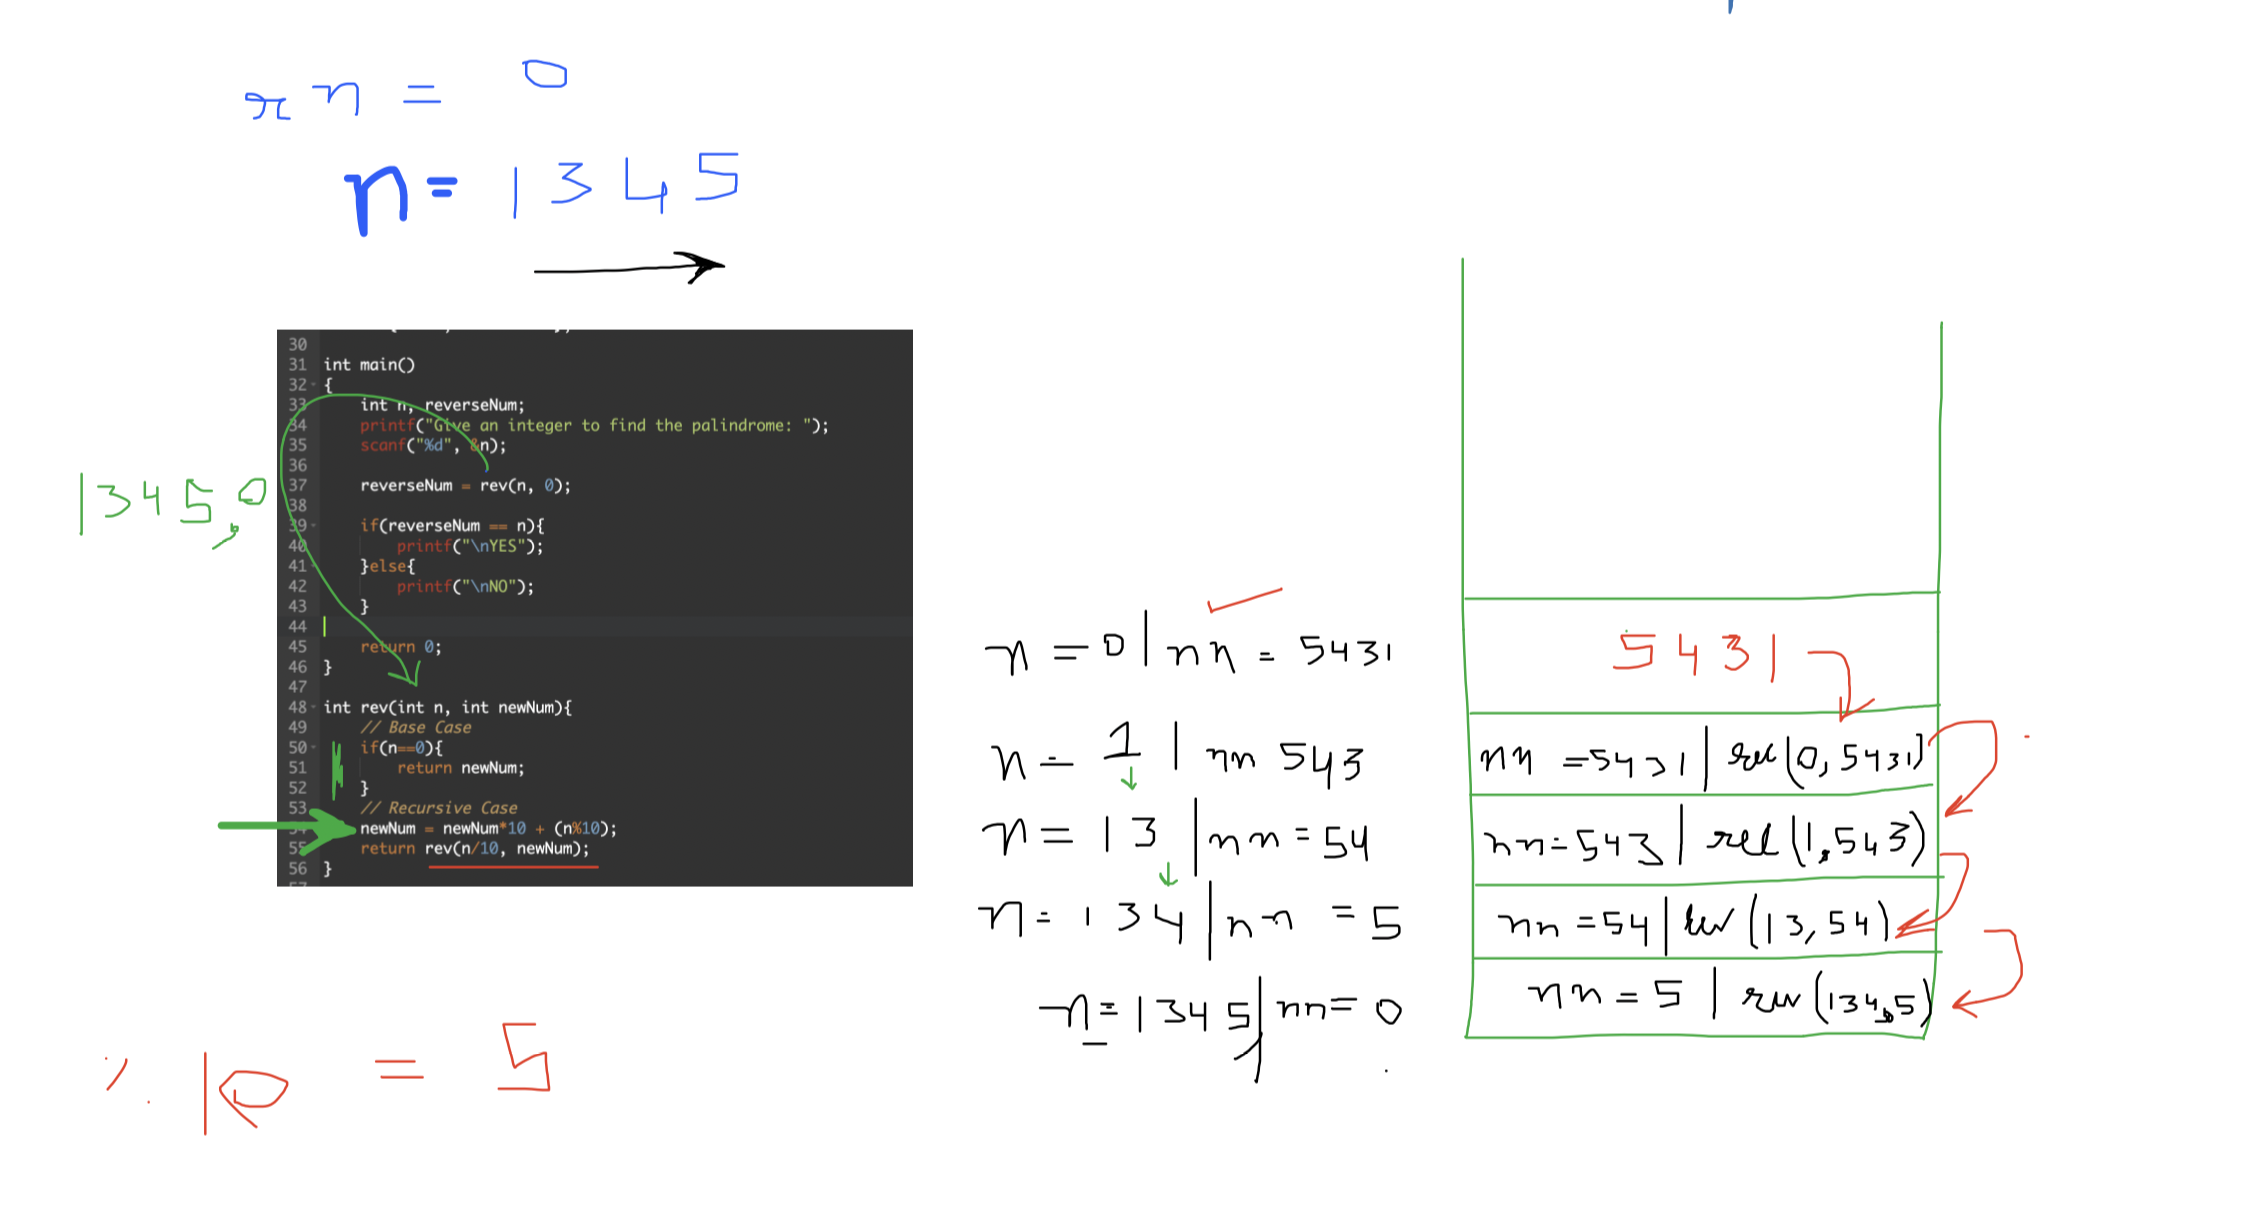 rn = 0
n = 1345
30
31 int main()
32 {
33 int n, reverseNum;
34 printf("Give an integer to find the palindrome: ");
35 scanf("%d", &n);
36
37 reverseNum = rev(n, 0);
38
39 if(reverseNum == n){
40 printf("\nYES");
41 }else{
42 printf("\nNO");
43 }
44
45 return 0;
46 }
47
48 int rev(int n, int newNum){
49 // Base Case
50 if(n==0){
51 return newNum;
52 }
53 // Recursive Case
54 newNum = newNum*10 + (n%10);
55 return rev(n/10, newNum);
56 }
1345,0
% 10 = 5
n = 0 | nn = 5431
n = 1 | nn 543
n = 13 | nn = 54
n = 134 | nn = 5
n = 1345 | nn = 0
5431
nn = 5431 | rec(0, 5431)
nn = 543 | rec(1, 543)
nn = 54 | rev(13, 54)
nn = 5 | rev(134, 5)